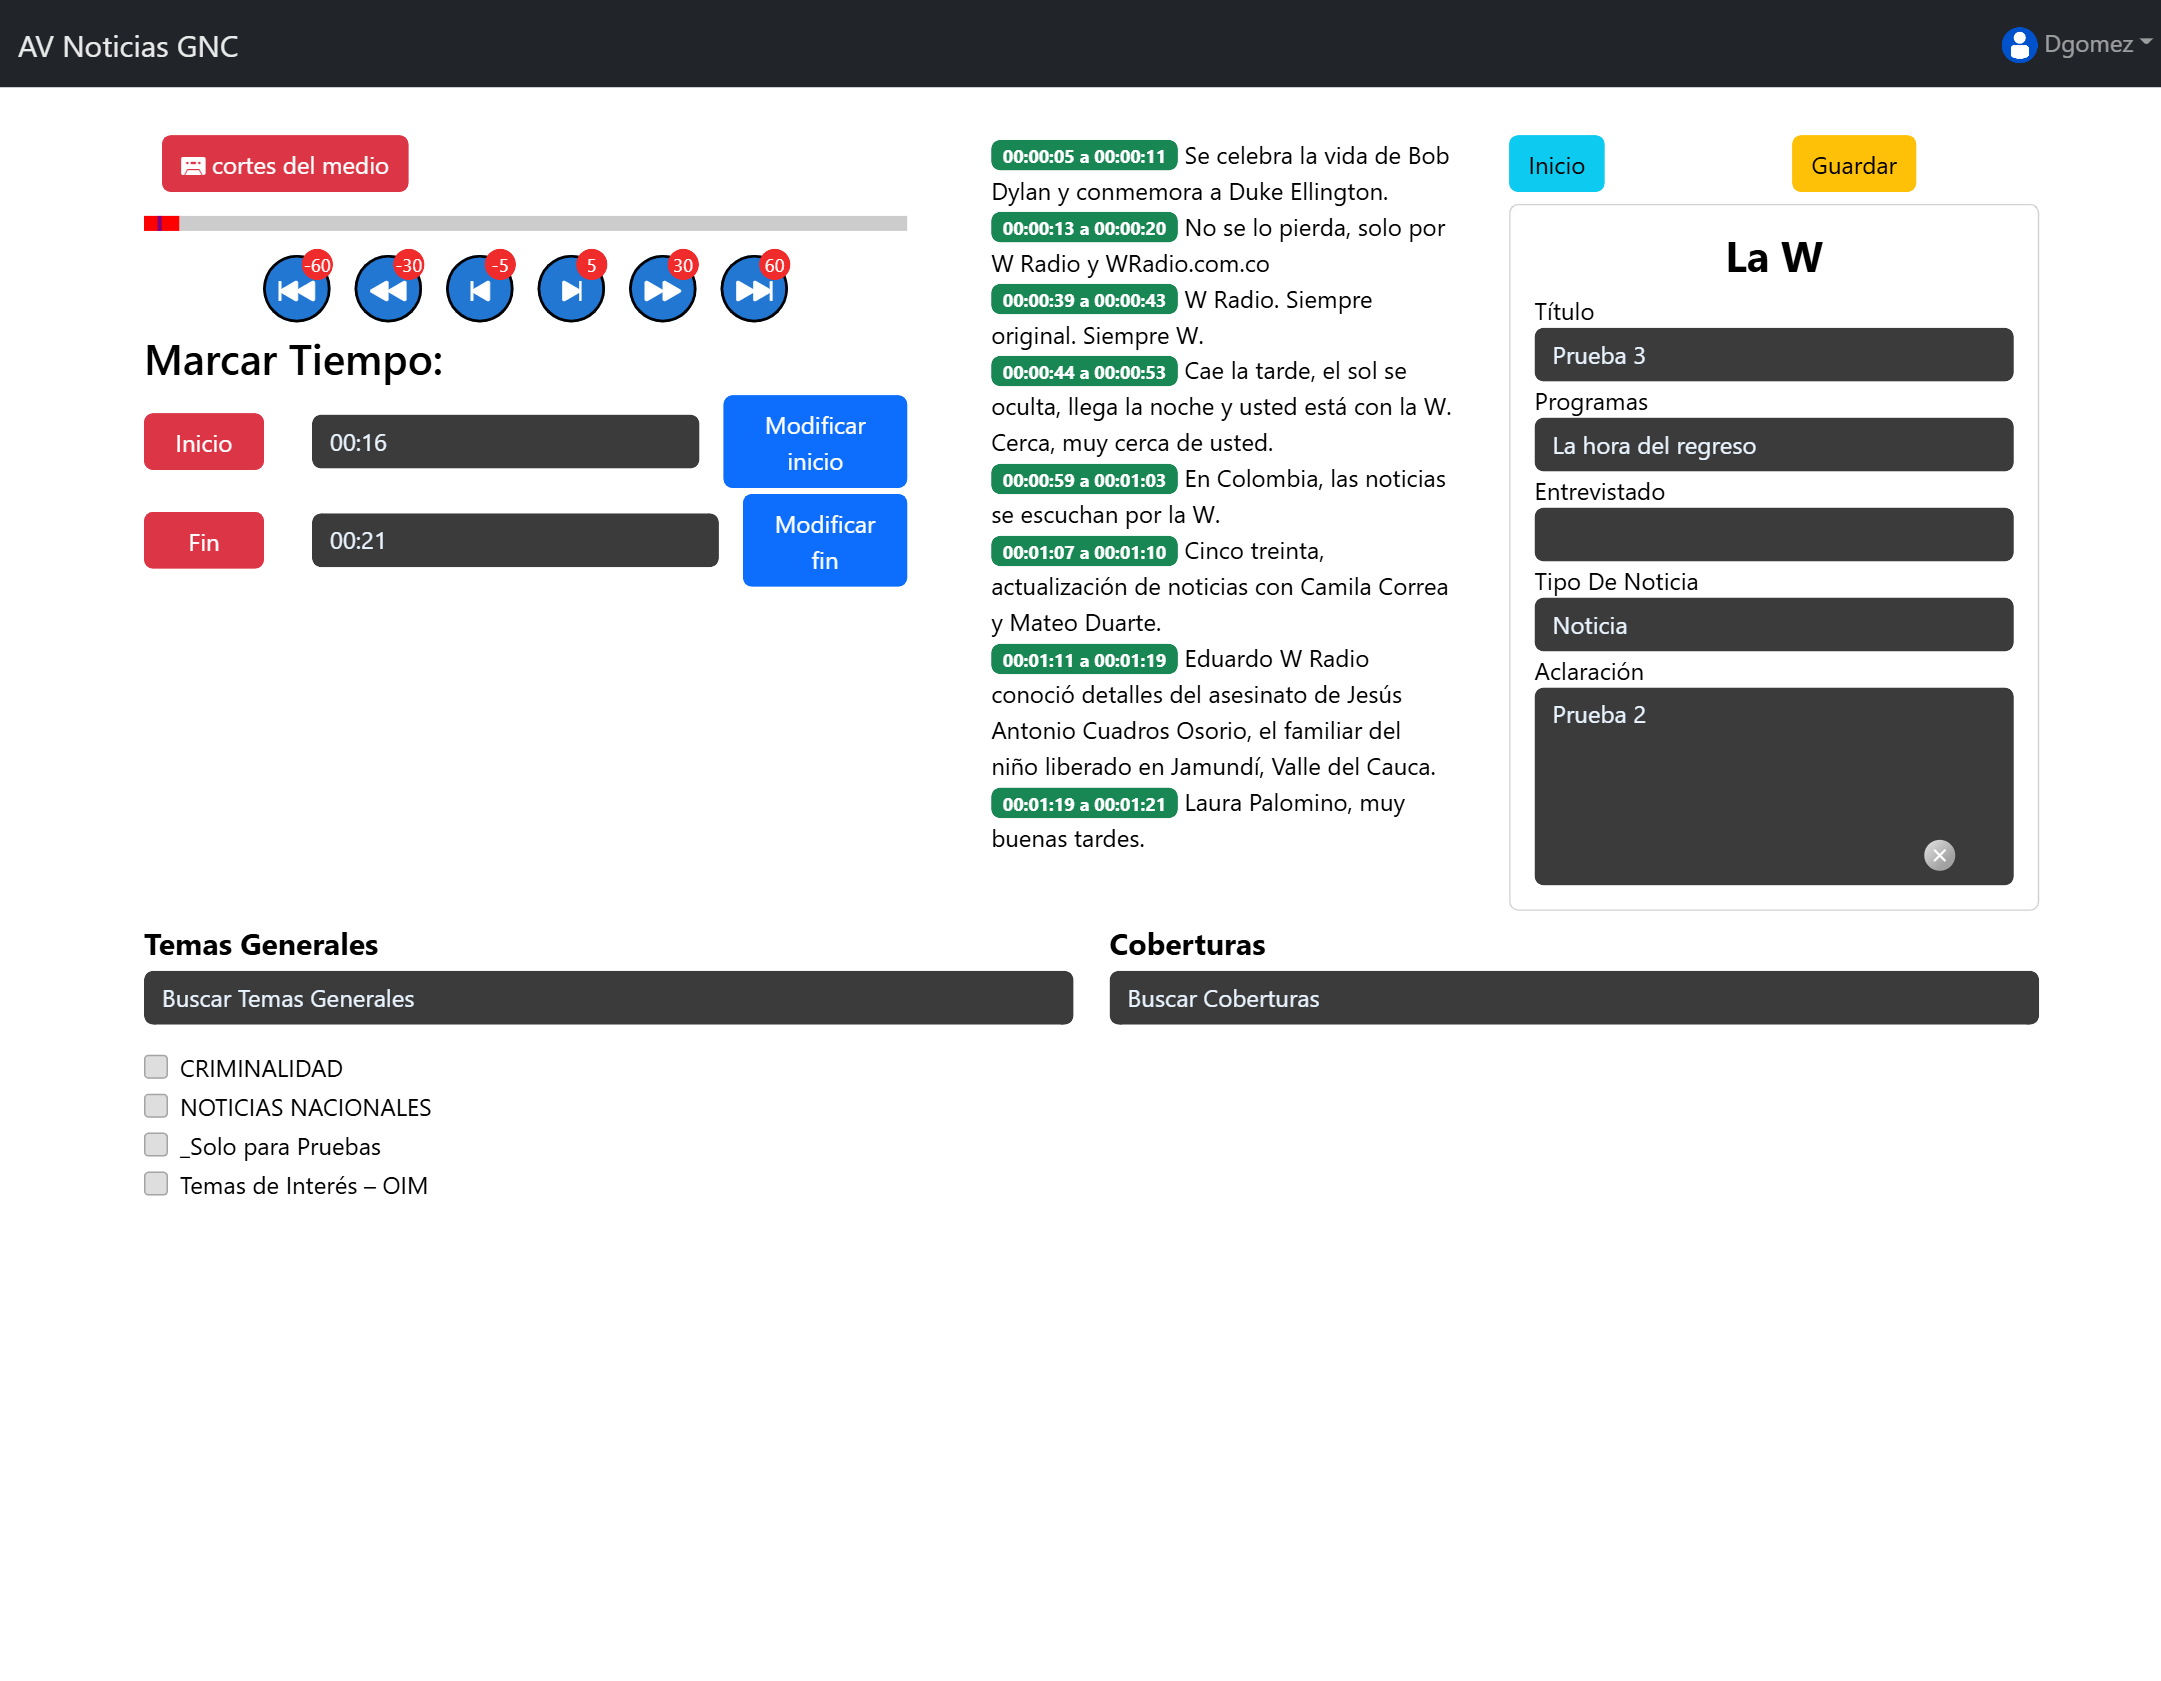 AV Noticias GNC
Dgomez
cortes del medio
-60
-30
-5
5
30
60
Marcar Tiempo:
Inicio
00:16
Modificar
inicio
Fin
00:21
Modificar
fin
00:00:05 a 00:00:11 Se celebra la vida de Bob
Dylan y conmemora a Duke Ellington.
00:00:13 a 00:00:20 No se lo pierda, solo por
W Radio y WRadio.com.co
00:00:39 a 00:00:43 W Radio. Siempre
original. Siempre W.
00:00:44 a 00:00:53 Cae la tarde, el sol se
oculta, llega la noche y usted está con la W.
Cerca, muy cerca de usted.
00:00:59 a 00:01:03 En Colombia, las noticias
se escuchan por la W.
00:01:07 a 00:01:10 Cinco treinta,
actualización de noticias con Camila Correa
y Mateo Duarte.
00:01:11 a 00:01:19 Eduardo W Radio
conoció detalles del asesinato de Jesús
Antonio Cuadros Osorio, el familiar del
niño liberado en Jamundí, Valle del Cauca.
00:01:19 a 00:01:21 Laura Palomino, muy
buenas tardes.
Inicio
Guardar
La W
Título
Prueba 3
Programas
La hora del regreso
Entrevistado
Tipo De Noticia
Noticia
Aclaración
Prueba 2
Temas Generales
Buscar Temas Generales
CRIMINALIDAD
NOTICIAS NACIONALES
_Solo para Pruebas
Temas de Interés – OIM
Coberturas
Buscar Coberturas